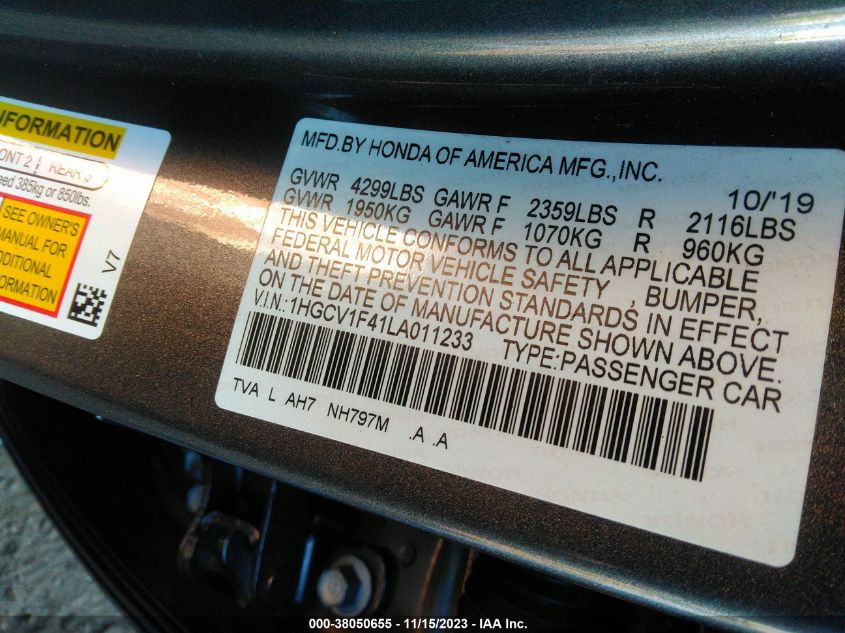 INFORMATION
ONT 2 | REAR 3
eed 385kg or 850lbs.
SEE OWNER'S
MANUAL FOR
ADDITIONAL
INFORMATION
V7
MFD.BY HONDA OF AMERICA MFG.,INC.
10/'19
GVWR 4299LBS GAWR F 2359LBS R 2116LBS
GVWR 1950KG GAWR F 1070KG R 960KG
THIS VEHICLE CONFORMS TO ALL APPLICABLE
FEDERAL MOTOR VEHICLE SAFETY , BUMPER,
AND THEFT PREVENTION STANDARDS IN EFFECT
ON THE DATE OF MANUFACTURE SHOWN ABOVE.
V.I.N.:1HGCV1F41LA011233 TYPE:PASSENGER CAR
TVA L AH7 NH797M .A .A
000-38050655 - 11/15/2023 - IAA Inc.